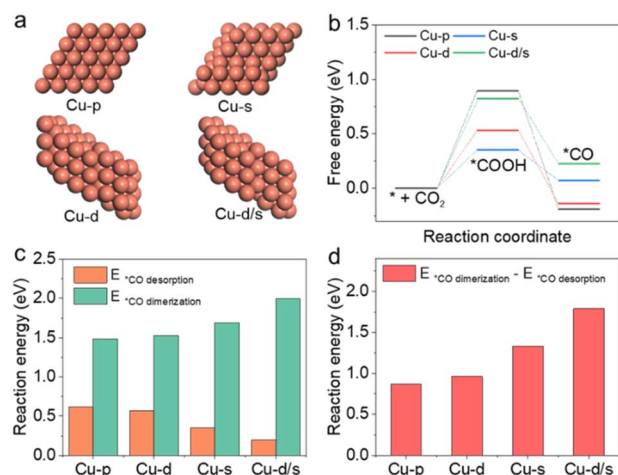 a
Cu-p
Cu-s
Cu-d
Cu-d/s
b
Cu-p
Cu-s
Cu-d
Cu-d/s
Free energy (eV)
1.5
1.0
0.5
0.0
* + CO₂
*COOH
*CO
Reaction coordinate
c
E *CO desorption
E *CO dimerization
Reaction energy (eV)
2.5
2.0
1.5
1.0
0.5
0.0
Cu-p Cu-d Cu-s Cu-d/s
d
E *CO dimerization - E *CO desorption
Reaction energy (eV)
2.5
2.0
1.5
1.0
0.5
0.0
Cu-p Cu-d Cu-s Cu-d/s